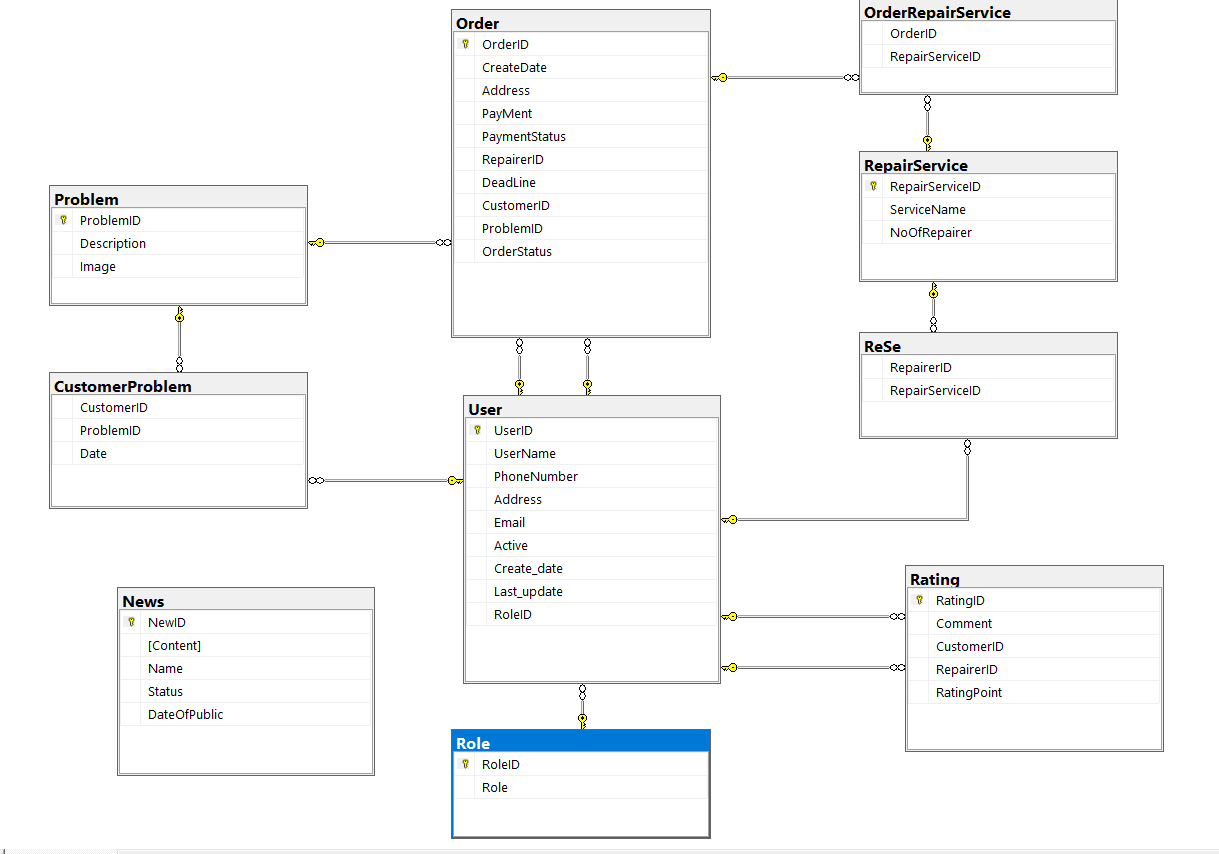 Order
OrderID
CreateDate
Address
PayMent
PaymentStatus
RepairerID
DeadLine
CustomerID
ProblemID
OrderStatus
OrderRepairService
OrderID
RepairServiceID
RepairService
RepairServiceID
ServiceName
NoOfRepairer
Problem
ProblemID
Description
Image
ReSe
RepairerID
RepairServiceID
CustomerProblem
CustomerID
ProblemID
Date
User
UserID
UserName
PhoneNumber
Address
Email
Active
Create_date
Last_update
RoleID
Rating
RatingID
Comment
CustomerID
RepairerID
RatingPoint
News
NewID
[Content]
Name
Status
DateOfPublic
Role
RoleID
Role